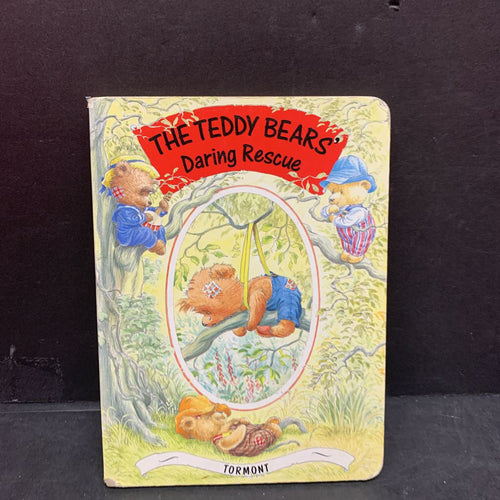 THE TEDDY BEARS'
Daring Rescue
TORMONT